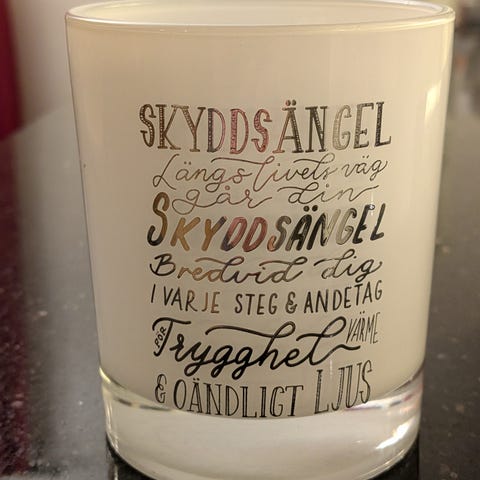 SKYDDSÄNGEL
Längs livets väg
går din
SKYDDSÄNGEL
Bredvid dig
I VARJE STEG & ANDETAG
FÖR Trygghet VÄRME
& OÄNDLIGT LJUS